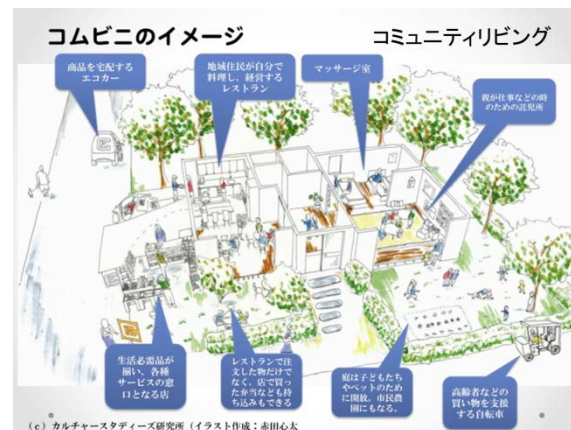 コムビニのイメージ
コミュニティリビング
商品を宅配する
エコカー
地域住民が自分で
料理し、経営する
レストラン
マッサージ室
親が仕事などの時
のための託児所
生活必需品が
揃い、各種
サービスの窓
口となる店
レストランで注
文した物だけで
なく、店で買っ
た弁当なども持
ち込みもできる
庭は子どもたち
やペットのために
開放。市民農
園にもなる。
高齢者などの
買い物を支援
する自転車
(c) カルチャースタディーズ研究所（イラスト作成：赤田心太